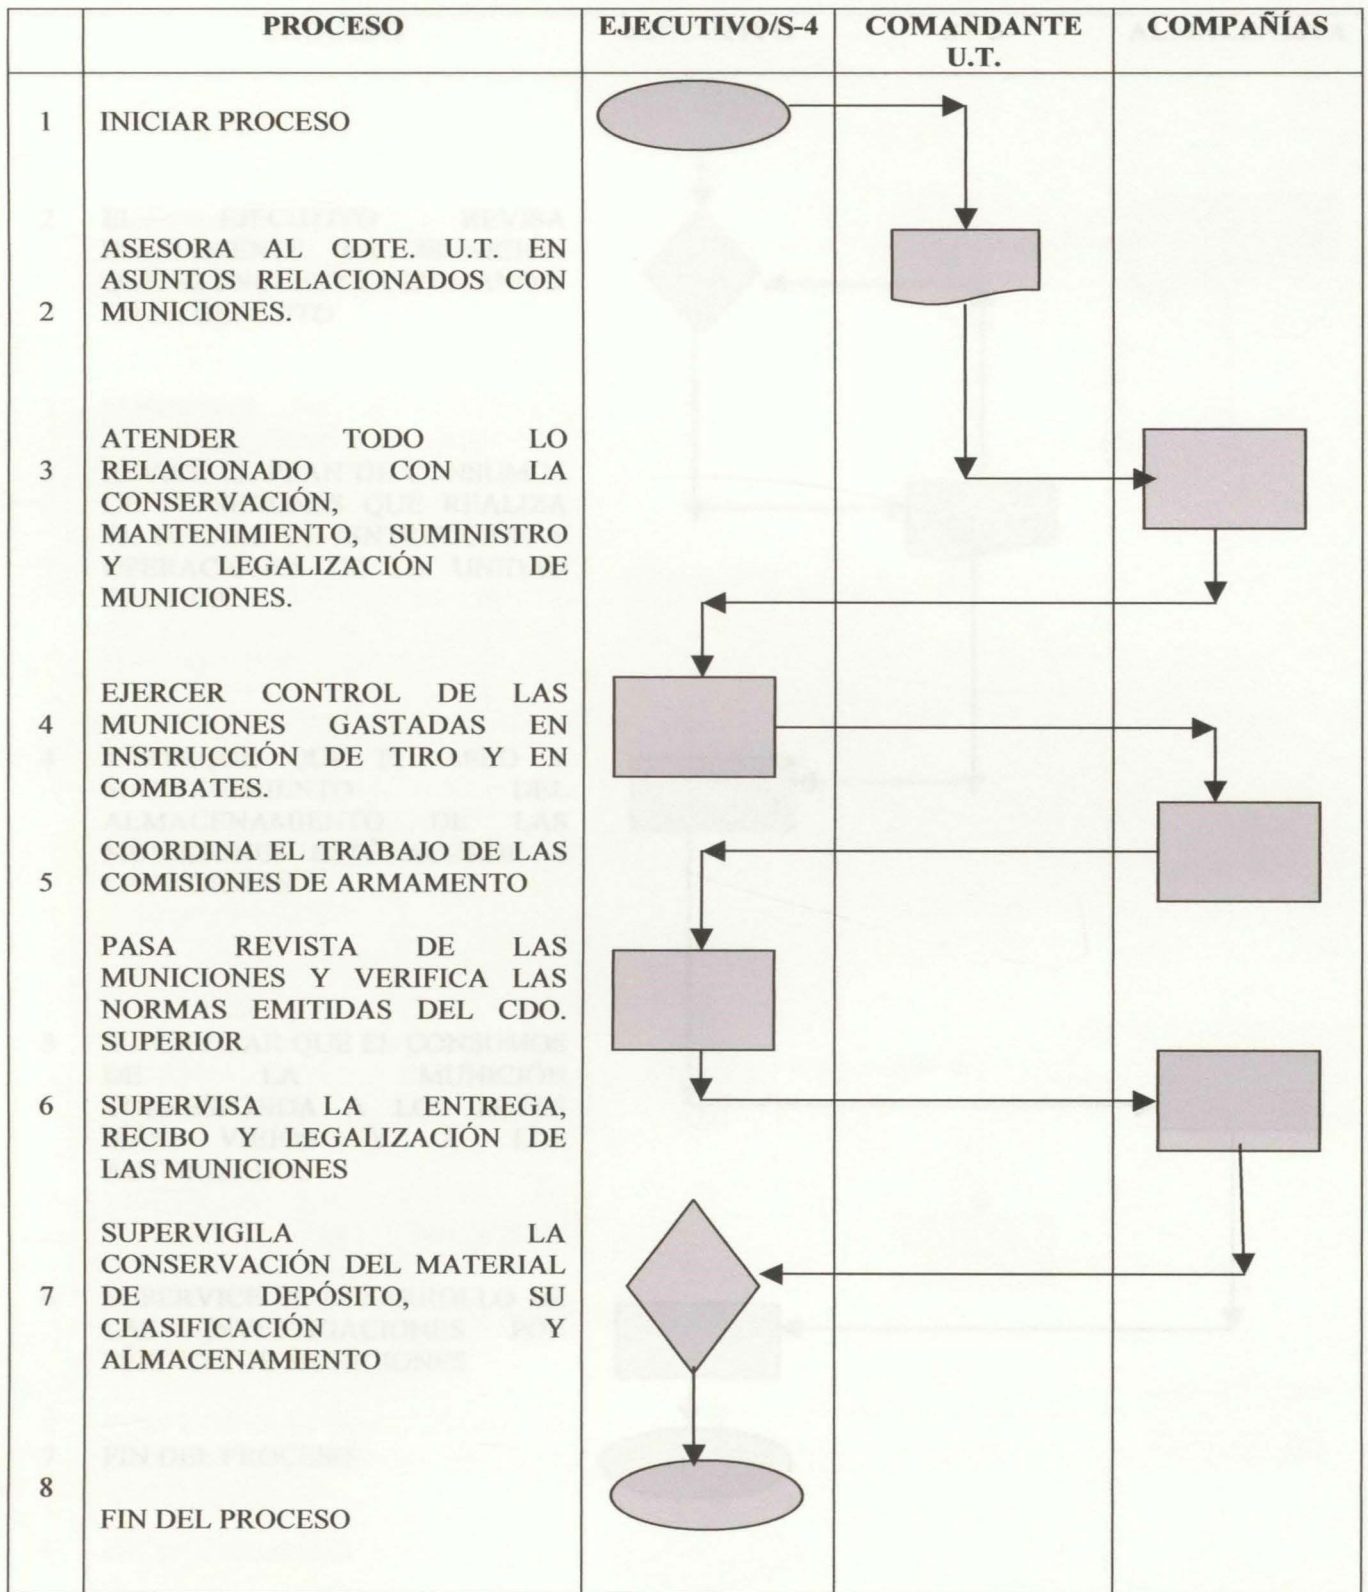 PROCESO EJECUTIVO/S-4 COMANDANTE COMPAÑÍAS
U.T.
1 INICIAR PROCESO
ASESORA AL CDTE. U.T. EN
ASUNTOS RELACIONADOS CON
2 MUNICIONES.
ATENDER TODO LO
3 RELACIONADO CON LA
CONSERVACIÓN,
MANTENIMIENTO, SUMINISTRO
Y LEGALIZACIÓN DE
MUNICIONES.
EJERCER CONTROL DE LAS
4 MUNICIONES GASTADAS EN
INSTRUCCIÓN DE TIRO Y EN
COMBATES.
COORDINA EL TRABAJO DE LAS
5 COMISIONES DE ARMAMENTO
PASA REVISTA DE LAS
MUNICIONES Y VERIFICA LAS
NORMAS EMITIDAS DEL CDO.
SUPERIOR
6 SUPERVISA LA ENTREGA,
RECIBO Y LEGALIZACIÓN DE
LAS MUNICIONES
SUPERVIGILA LA
CONSERVACIÓN DEL MATERIAL
7 DE DEPÓSITO, SU
CLASIFICACIÓN Y
ALMACENAMIENTO
8
FIN DEL PROCESO